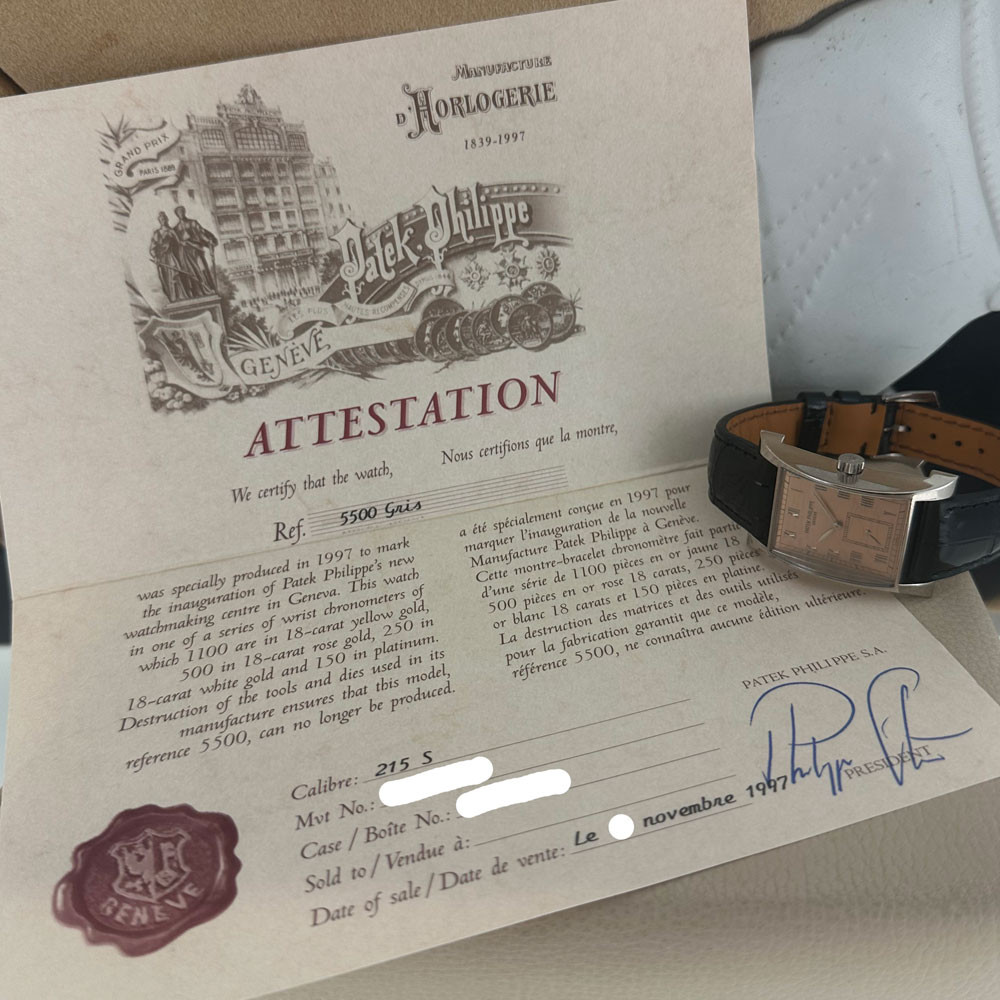 MANUFACTURE
D'HORLOGERIE
1839-1997
GRAND PRIX
PARIS 1889
Patek Philippe
GENÈVE
ATTESTATION
We certify that the watch,
Nous certifions que la montre,
Ref. 5500 Gris
was specially produced in 1997 to mark
the inauguration of Patek Philippe's new
watchmaking centre in Geneva. This watch
in one of a series of wrist chronometers of
which 1100 are in 18-carat yellow gold,
500 in 18-carat rose gold, 250 in
18-carat white gold and 150 in platinum.
Destruction of the tools and dies used in its
manufacture ensures that this model,
reference 5500, can no longer be produced.
a été spécialement conçue en 1997 pour
marquer l'inauguration de la nouvelle
Manufacture Patek Philippe à Genève.
Cette montre-bracelet chronomètre fait partie
d'une série de 1100 pièces en or jaune 18
500 pièces en or rose 18 carats, 250 pièces
or blanc 18 carats et 150 pièces en platine.
La destruction des matrices et des outils utilisés
pour la fabrication garantit que ce modèle,
référence 5500, ne connaîtra aucune édition ultérieure.
PATEK PHILIPPE S.A.
PRESIDENT
Calibre: 215 S
Mvt No.:
Case / Boîte No.:
Sold to / Vendue à:
Date of sale / Date de vente: Le novembre 1997
GENÈVE
PATEK PHILIPPE
GENEVE